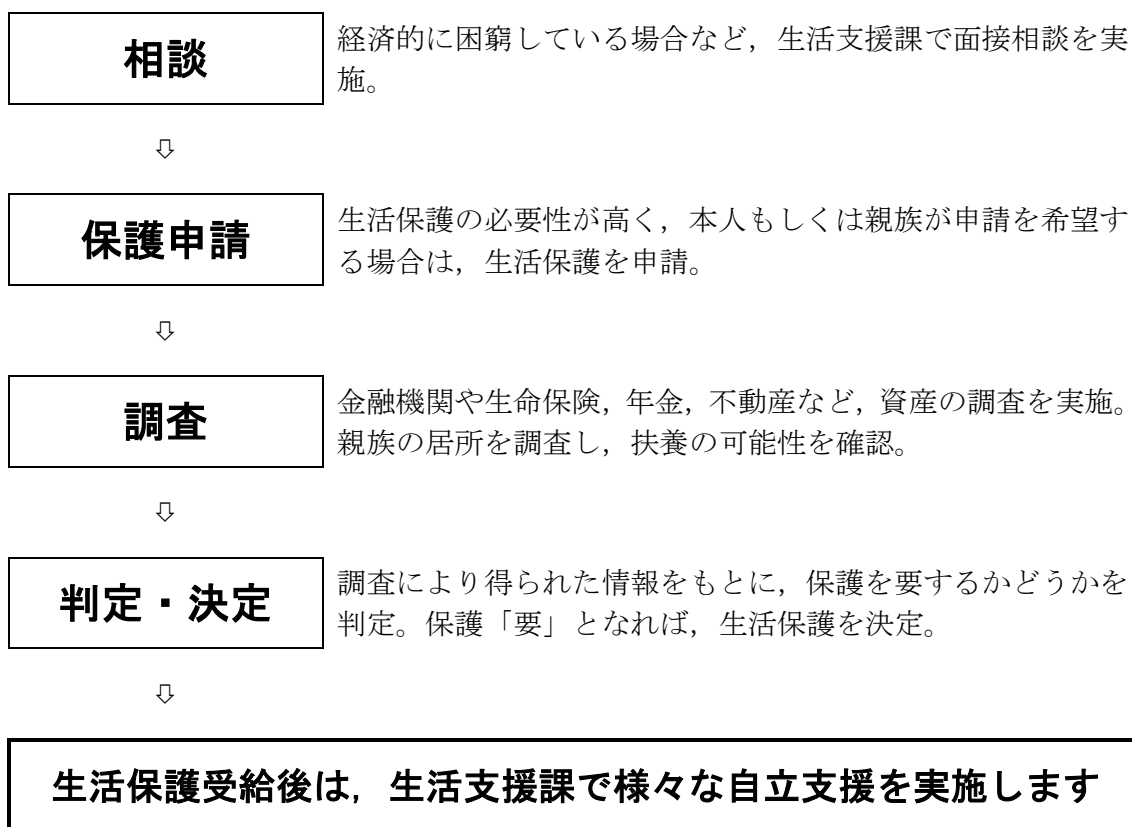 相談
経済的に困窮している場合など，生活支援課で面接相談を実
施。
⇩
保護申請
生活保護の必要性が高く，本人もしくは親族が申請を希望す
る場合は，生活保護を申請。
⇩
調査
金融機関や生命保険，年金，不動産など，資産の調査を実施。
親族の居所を調査し，扶養の可能性を確認。
⇩
判定・決定
調査により得られた情報をもとに，保護を要するかどうかを
判定。保護「要」となれば，生活保護を決定。
⇩
生活保護受給後は，生活支援課で様々な自立支援を実施します